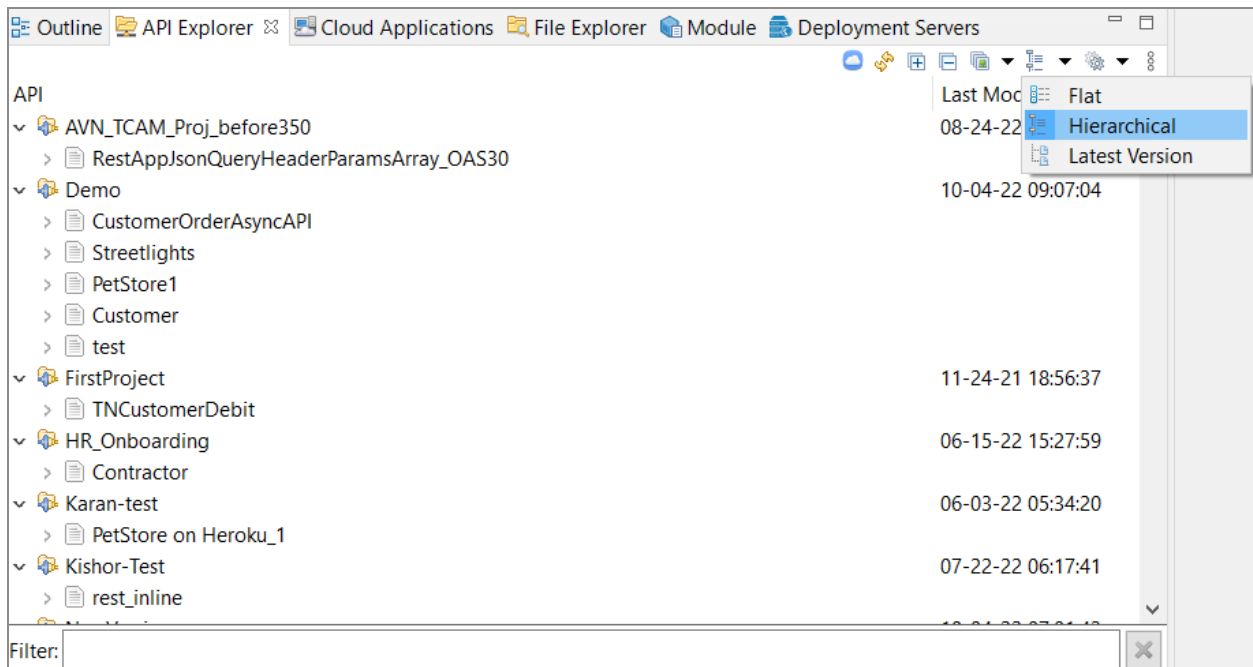 Outline API Explorer Cloud Applications File Explorer Module Deployment Servers
API Last Mod
Flat
AVN_TCAM_Proj_before350 08-24-22
Hierarchical
RestAppJsonQueryHeaderParamsArray_OAS30
Latest Version
Demo 10-04-22 09:07:04
CustomerOrderAsyncAPI
Streetlights
PetStore1
Customer
test
FirstProject 11-24-21 18:56:37
TNCustomerDebit
HR_Onboarding 06-15-22 15:27:59
Contractor
Karan-test 06-03-22 05:34:20
PetStore on Heroku_1
Kishor-Test 07-22-22 06:17:41
rest_inline
Filter: